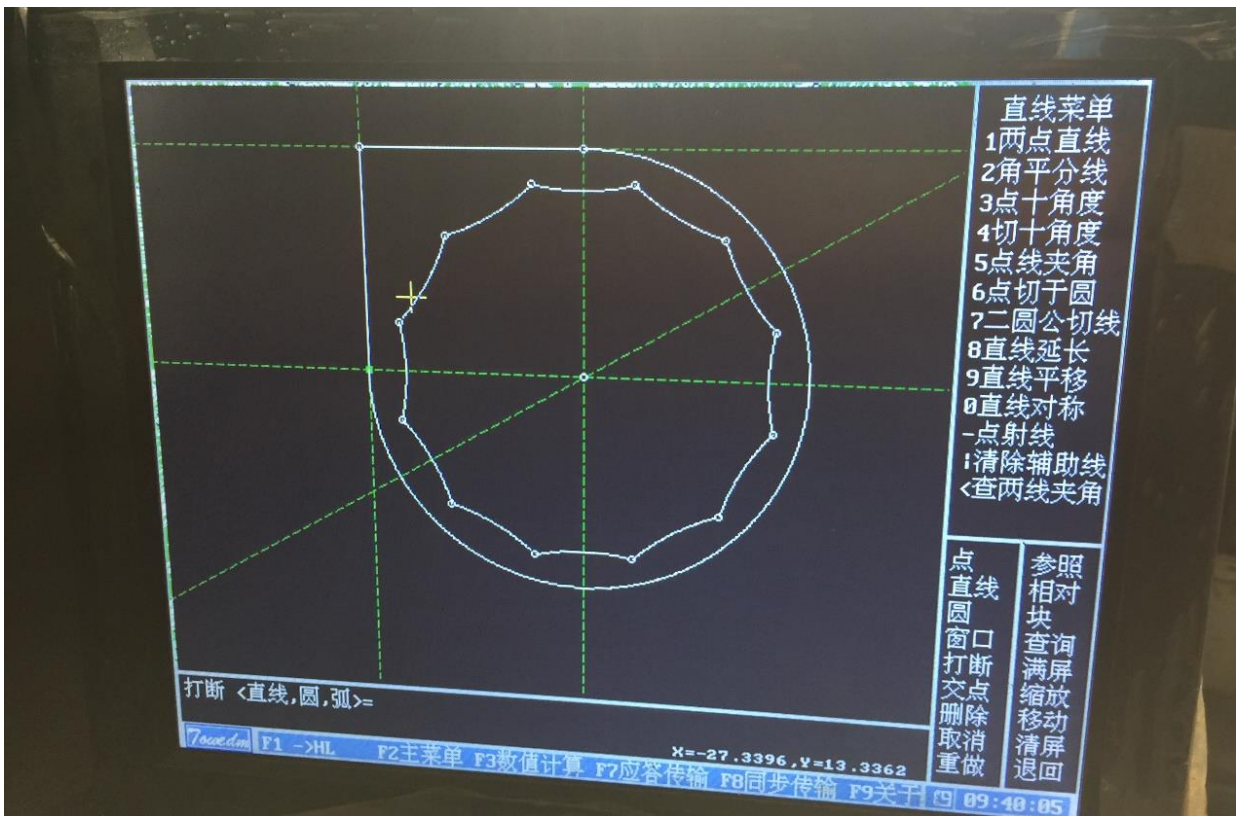 直线菜单
1两点直线
2角平分线
3点十角度
4切十角度
5点线夹角
6点切于圆
7二圆公切线
8直线延长
9直线平移
0直线对称
-点射线
¦清除辅助线
<查两线夹角
点 参照
直线 相对
圆 块
窗口 查询
打断 满屏
交点 缩放
删除 移动
取消 清屏
重做 退回
打断 <直线,圆,弧>=
X=-27.3396,Y=13.3362
Towedm F1 ->HL F2主菜单 F3数值计算 F7应答传输 F8同步传输 F9关于 09:40:05